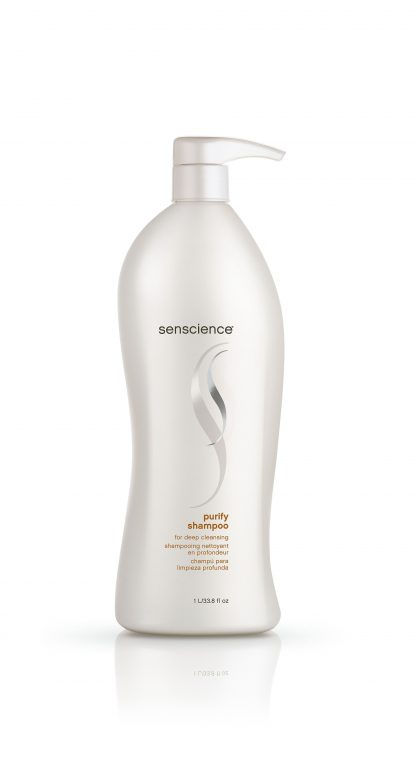 senscience®
purify
shampoo
for deep cleansing
shampooing nettoyant
en profondeur
champú para
limpieza profunda
1 L/33.8 fl oz